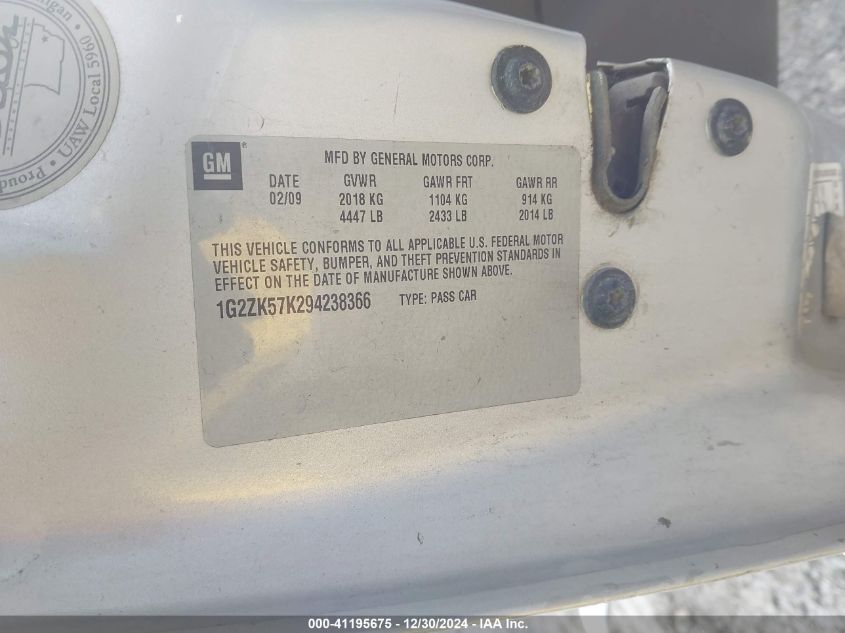 higan
UAW Local 5960
Proud
GM
MFD BY GENERAL MOTORS CORP.
DATE GVWR GAWR FRT GAWR RR
02/09 2018 KG 1104 KG 914 KG
4447 LB 2433 LB 2014 LB
THIS VEHICLE CONFORMS TO ALL APPLICABLE U.S. FEDERAL MOTOR
VEHICLE SAFETY, BUMPER, AND THEFT PREVENTION STANDARDS IN
EFFECT ON THE DATE OF MANUFACTURE SHOWN ABOVE.
1G2ZK57K294238366 TYPE: PASS CAR
000-41195675 - 12/30/2024 - IAA Inc.